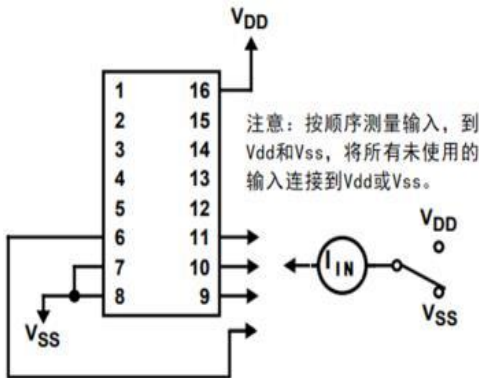 VDD
1 16
2 15
3 14
4 13
5 12
6 11
7 10
8 9
VSS
注意：按顺序测量输入，到
Vdd和Vss，将所有未使用的
输入连接到Vdd或Vss。
IIN
VDD
VSS